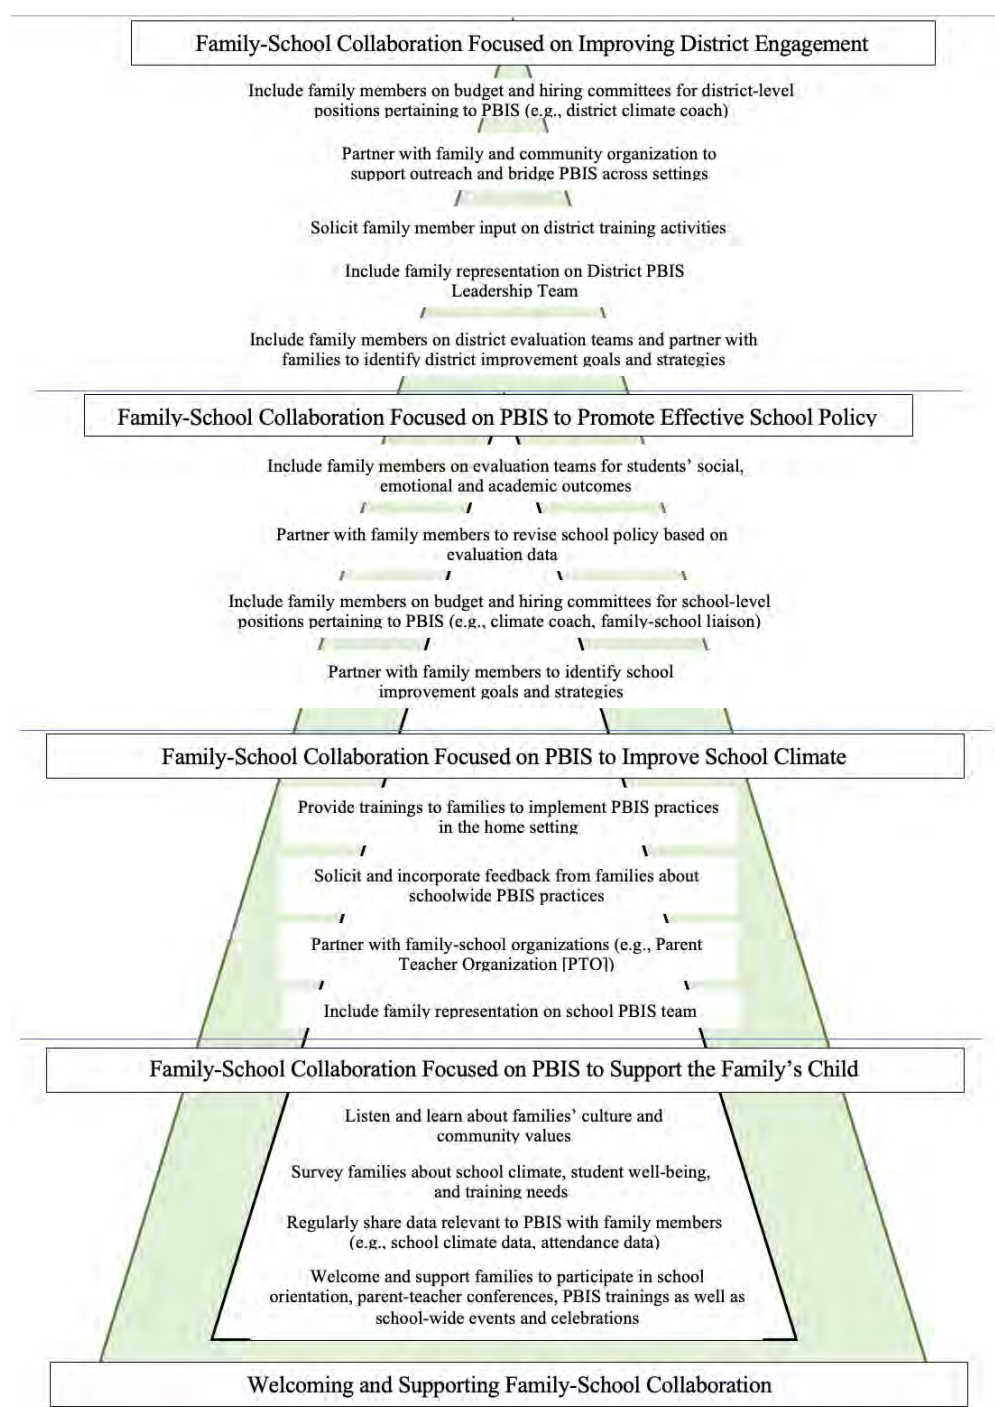 Family-School Collaboration Focused on Improving District Engagement
Include family members on budget and hiring committees for district-level
positions pertaining to PBIS (e.g., district climate coach)
Partner with family and community organization to
support outreach and bridge PBIS across settings
Solicit family member input on district training activities
Include family representation on District PBIS
Leadership Team
Include family members on district evaluation teams and partner with
families to identify district improvement goals and strategies
Family-School Collaboration Focused on PBIS to Promote Effective School Policy
Include family members on evaluation teams for students' social,
emotional and academic outcomes
Partner with family members to revise school policy based on
evaluation data
Include family members on budget and hiring committees for school-level
positions pertaining to PBIS (e.g., climate coach, family-school liaison)
Partner with family members to identify school
improvement goals and strategies
Family-School Collaboration Focused on PBIS to Improve School Climate
Provide trainings to families to implement PBIS practices
in the home setting
Solicit and incorporate feedback from families about
schoolwide PBIS practices
Partner with family-school organizations (e.g., Parent
Teacher Organization [PTO])
Include family representation on school PBIS team
Family-School Collaboration Focused on PBIS to Support the Family's Child
Listen and learn about families' culture and
community values
Survey families about school climate, student well-being,
and training needs
Regularly share data relevant to PBIS with family members
(e.g., school climate data, attendance data)
Welcome and support families to participate in school
orientation, parent-teacher conferences, PBIS trainings as well as
school-wide events and celebrations
Welcoming and Supporting Family-School Collaboration